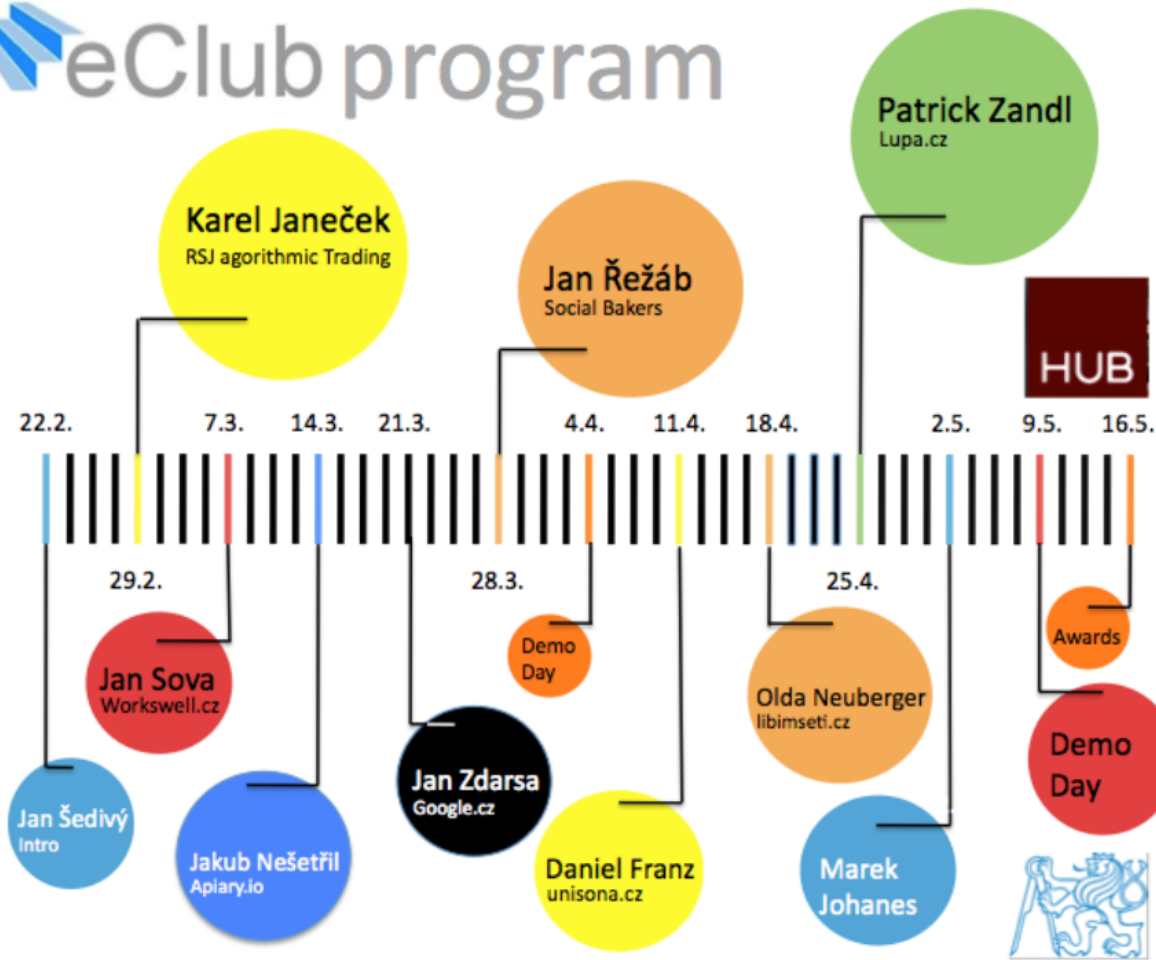 eClub program
Patrick Zandl
Lupa.cz
Karel Janeček
RSJ agorithmic Trading
Jan Řežáb
Social Bakers
HUB
22.2.
7.3.
14.3.
21.3.
4.4.
11.4.
18.4.
2.5.
9.5.
16.5.
29.2.
28.3.
25.4.
Jan Sova
Workswell.cz
Demo
Day
Awards
Olda Neuberger
libimseti.cz
Jan Zdarsa
Google.cz
Demo
Day
Jan Šedivý
Intro
Jakub Nešetřil
Apiary.io
Daniel Franz
unisona.cz
Marek
Johanes